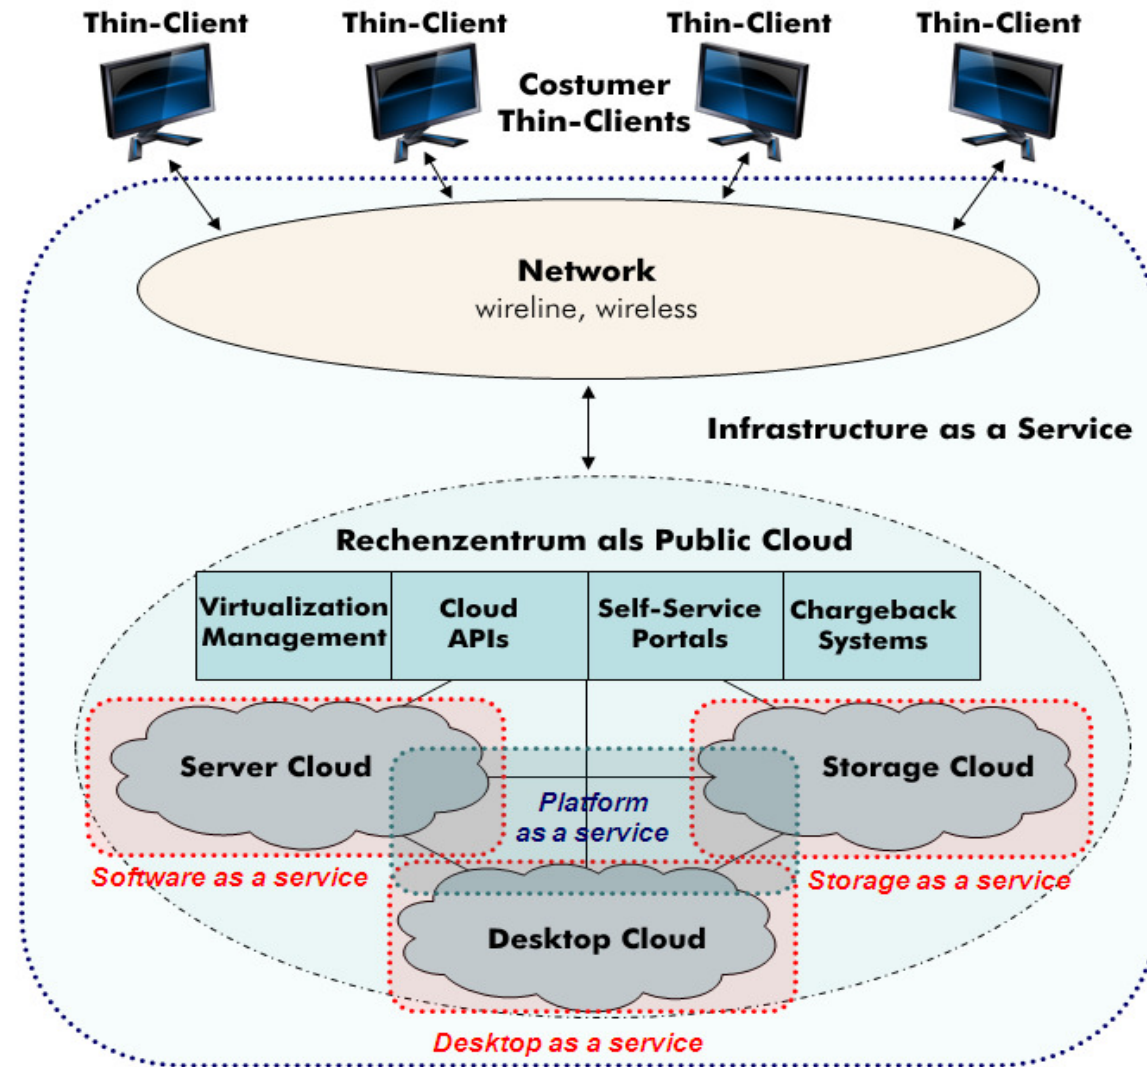 Thin-Client
Thin-Client
Thin-Client
Thin-Client
Costumer
Thin-Clients
Network
wireline, wireless
Infrastructure as a Service
Rechenzentrum als Public Cloud
Virtualization
Management
Cloud
APIs
Self-Service
Portals
Chargeback
Systems
Server Cloud
Storage Cloud
Platform
as a service
Software as a service
Storage as a service
Desktop Cloud
Desktop as a service